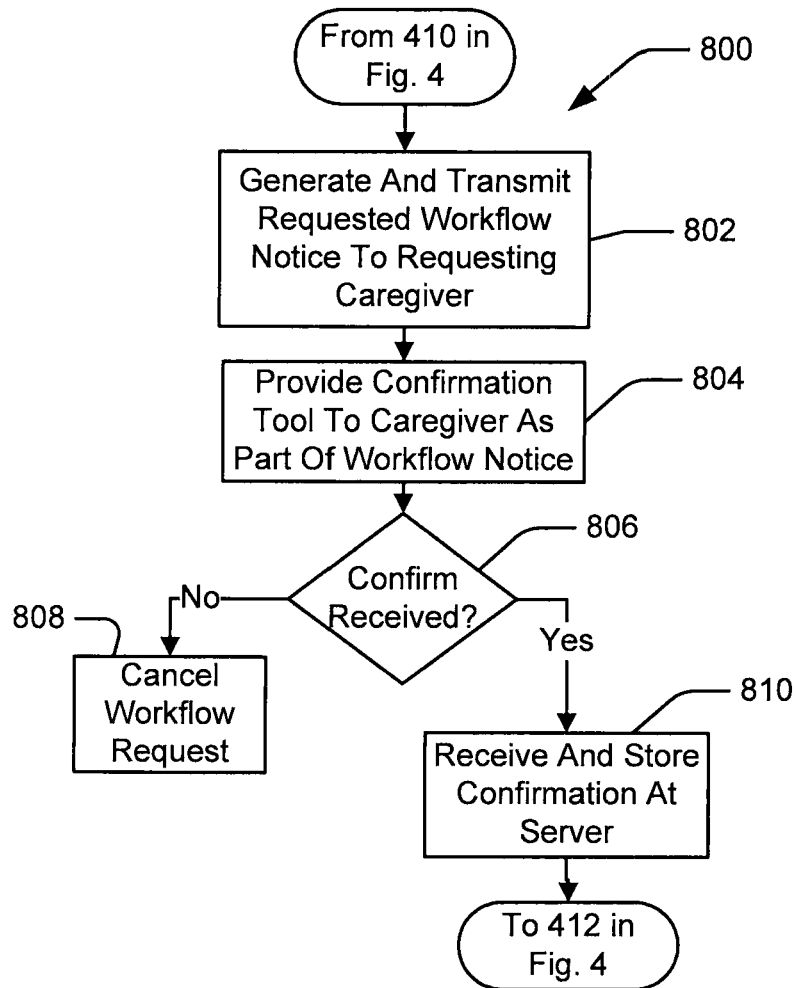 From 410 in
Fig. 4
800
Generate And Transmit
Requested Workflow
Notice To Requesting
Caregiver
802
Provide Confirmation
Tool To Caregiver As
Part Of Workflow Notice
804
Confirm
Received?
806
No
Yes
808
Cancel
Workflow
Request
810
Receive And Store
Confirmation At
Server
To 412 in
Fig. 4